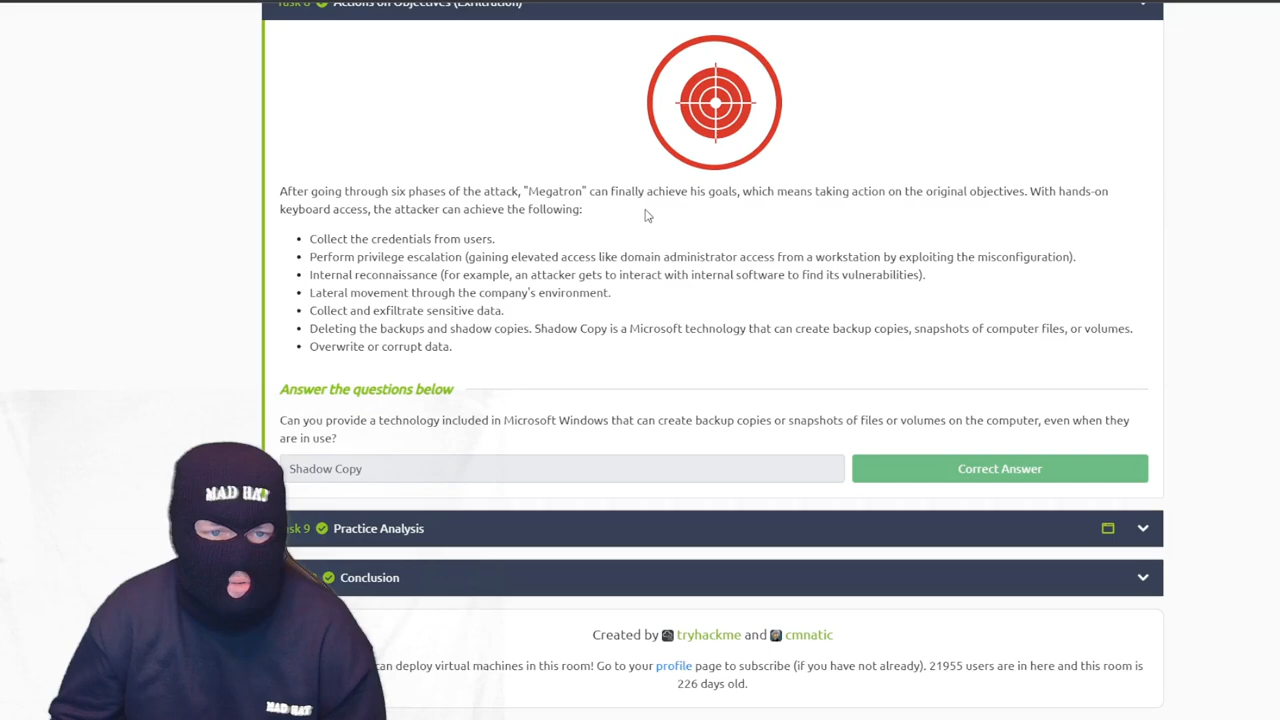 Actions on Objectives (Exfiltration)
After going through six phases of the attack, "Megatron" can finally achieve his goals, which means taking action on the original objectives. With hands-on
keyboard access, the attacker can achieve the following:
• Collect the credentials from users.
• Perform privilege escalation (gaining elevated access like domain administrator access from a workstation by exploiting the misconfiguration).
• Internal reconnaissance (for example, an attacker gets to interact with internal software to find its vulnerabilities).
• Lateral movement through the company's environment.
• Collect and exfiltrate sensitive data.
• Deleting the backups and shadow copies. Shadow Copy is a Microsoft technology that can create backup copies, snapshots of computer files, or volumes.
• Overwrite or corrupt data.
Answer the questions below
Can you provide a technology included in Microsoft Windows that can create backup copies or snapshots of files or volumes on the computer, even when they
are in use?
Shadow Copy
Correct Answer
9 Practice Analysis
Conclusion
Created by tryhackme and cmnatic
can deploy virtual machines in this room! Go to your profile page to subscribe (if you have not already). 21955 users are in here and this room is
226 days old.
MAD HAT
MAD HAT